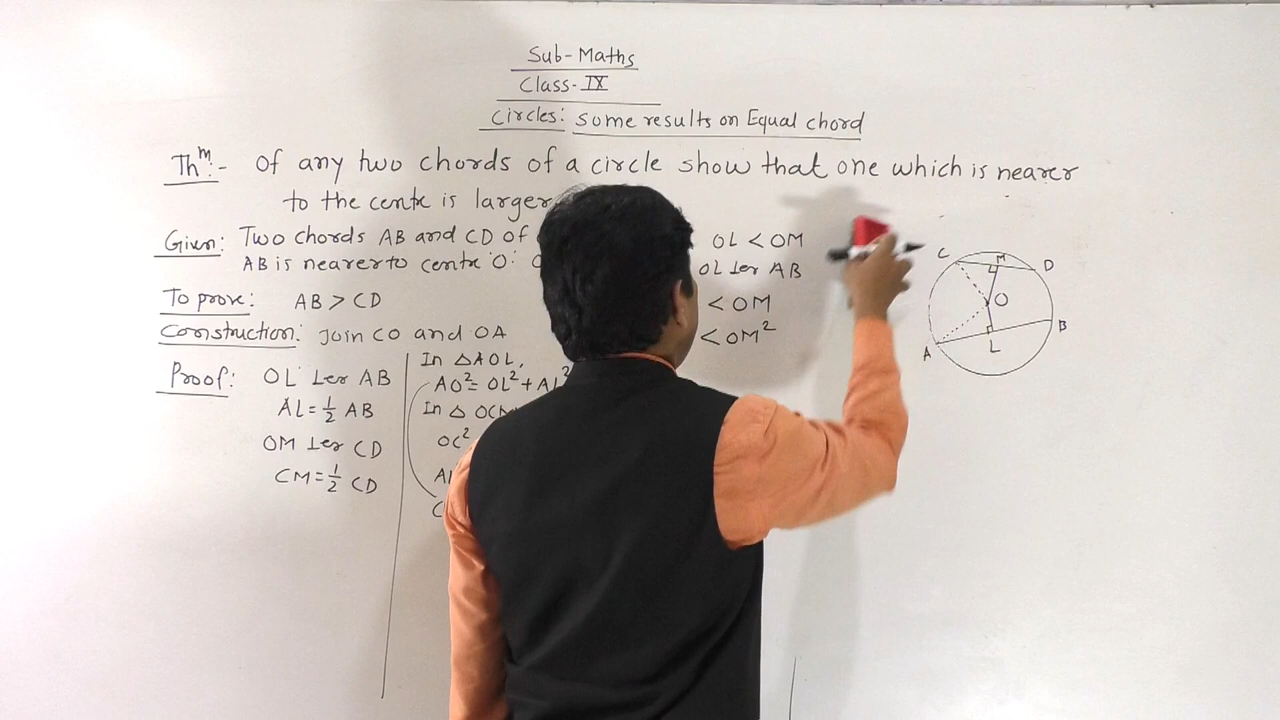 Sub-Maths
Class-IX
Circles: Some results on Equal chord
Thm:- Of any two chords of a circle show that one which is nearer
to the centre is larger
Given: Two chords AB and CD of OL < OM
AB is nearer to centre 'O'. OL ⊥er AB
To prove: AB > CD
< OM
Construction: Join CO and OA
< OM²
Proof: OL ⊥er AB
AL = 1/2 AB
OM ⊥er CD
CM = 1/2 CD
In △AOL,
AO² = OL² + AL²
In △ OCM
OC²
C M D
O
A L B